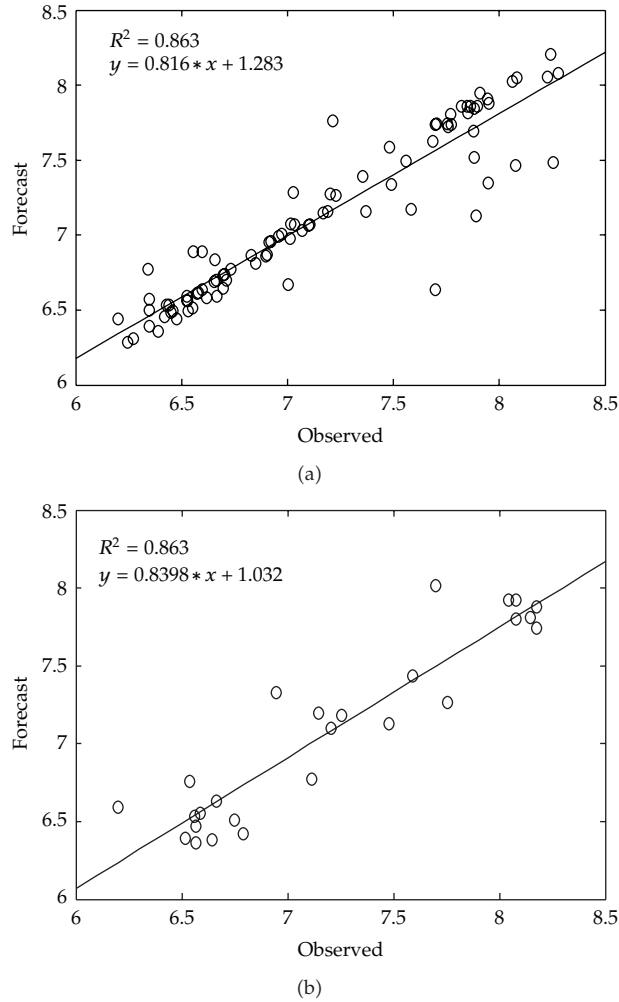 8.5
R² = 0.863
y = 0.816 ∗ x + 1.283
8
7.5
Forecast
7
6.5
6
6 6.5 7 7.5 8 8.5
Observed
(a)
8.5
R² = 0.863
y = 0.8398 ∗ x + 1.032
8
7.5
Forecast
7
6.5
6
6 6.5 7 7.5 8 8.5
Observed
(b)